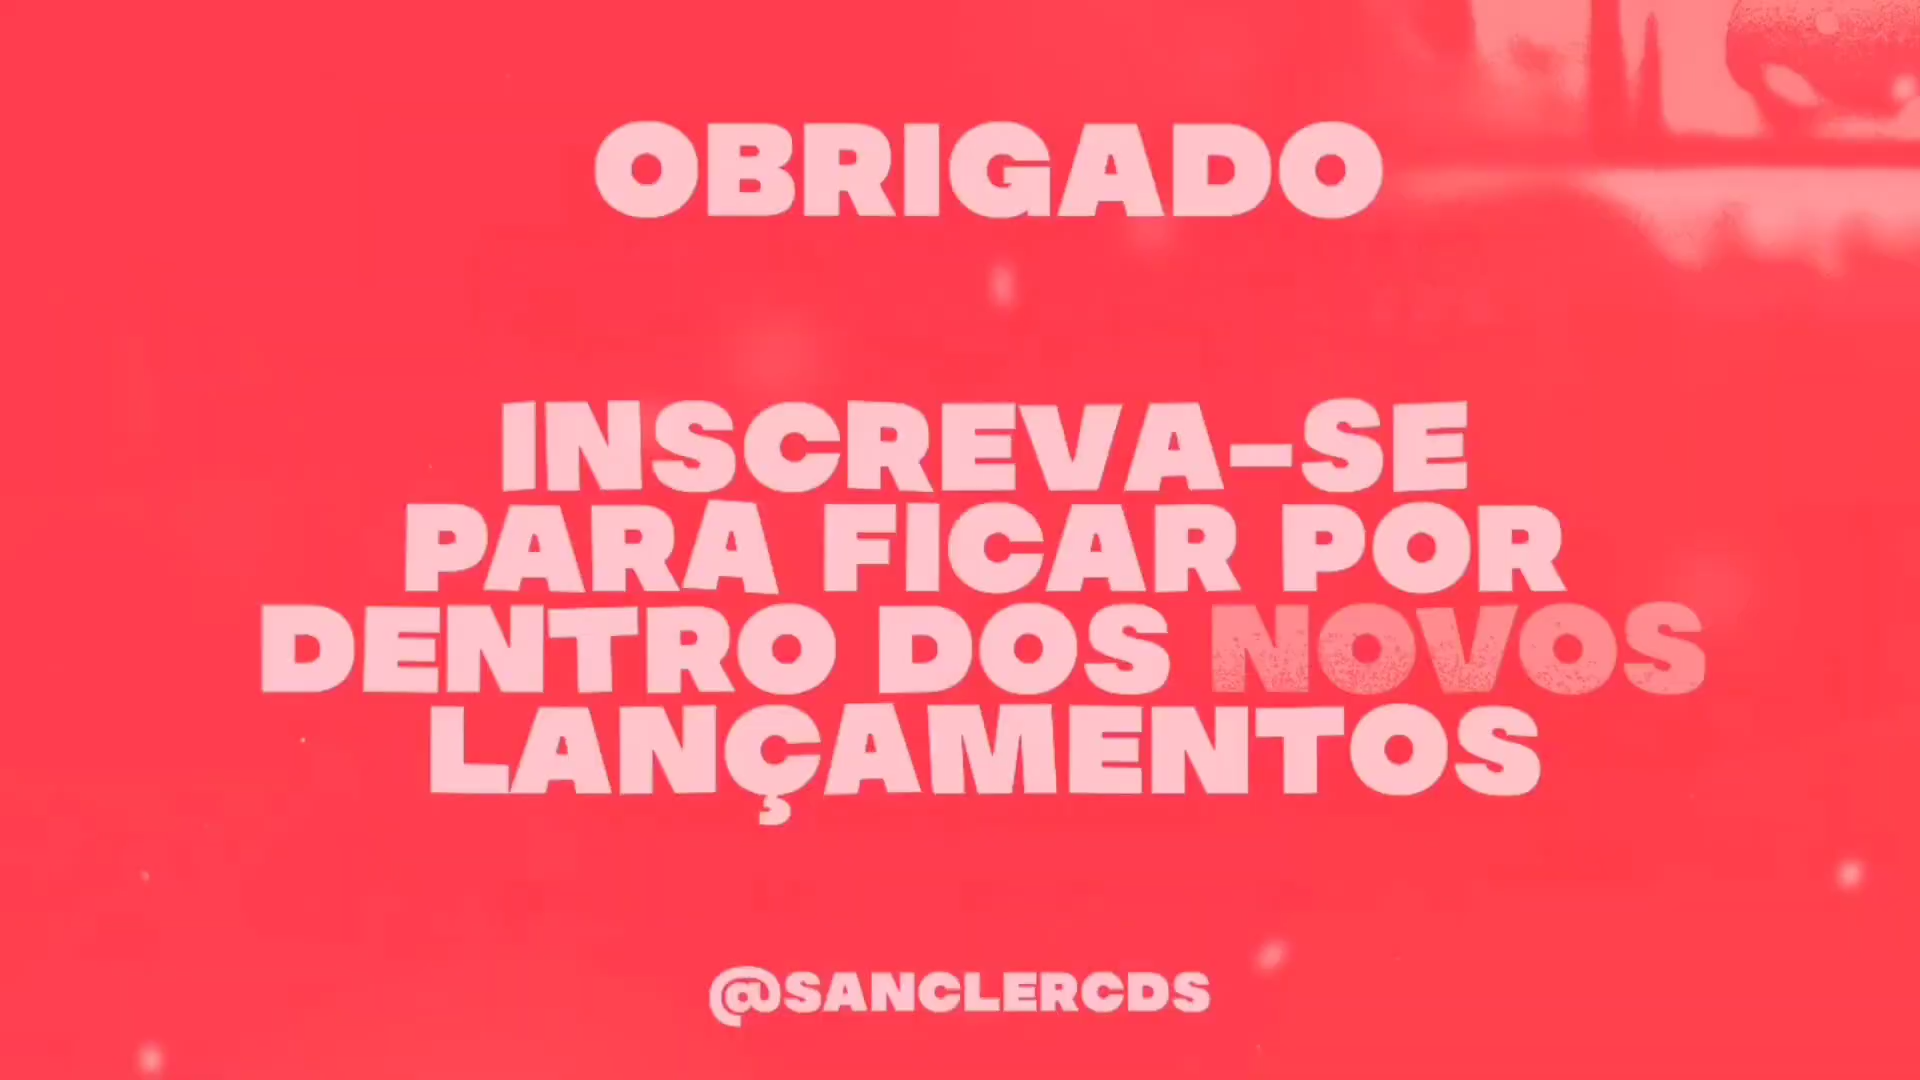 OBRIGADO
INSCREVA-SE
PARA FICAR POR
DENTRO DOS NOVOS
LANÇAMENTOS
@SANCLERCDS